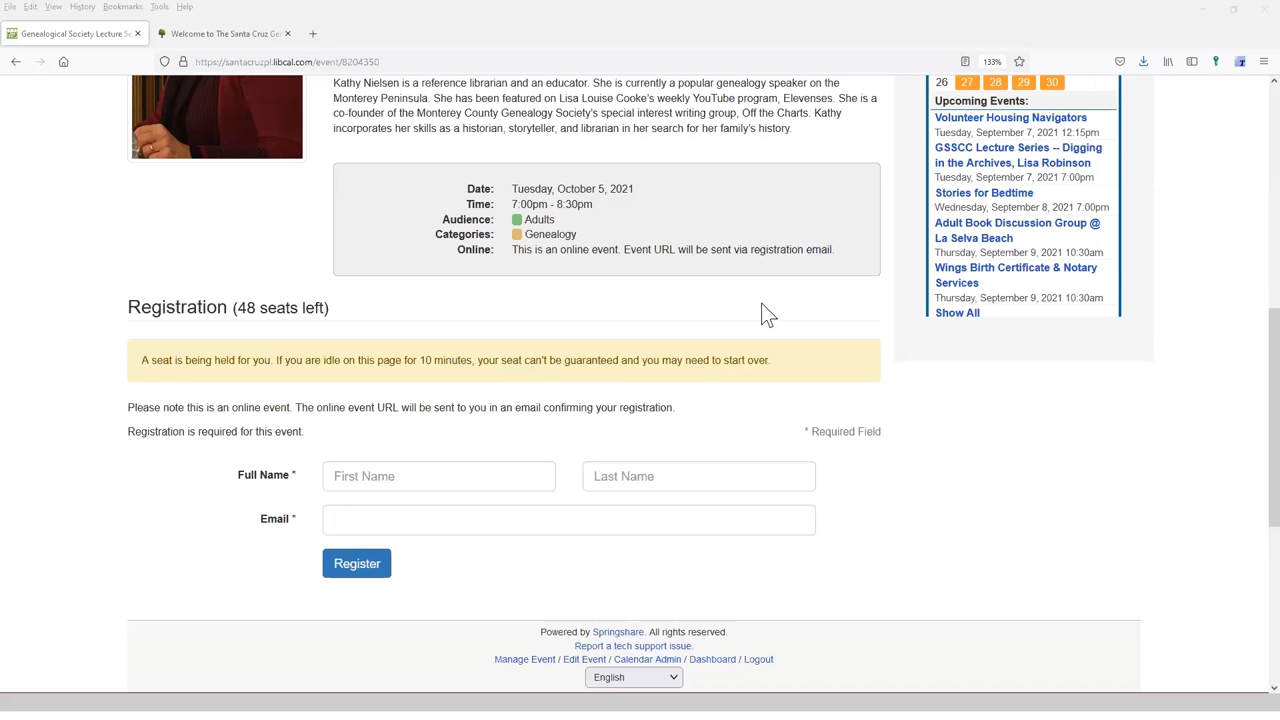 File Edit View History Bookmarks Tools Help
Genealogical Society Lecture Se
Welcome to The Santa Cruz Ge
https://santacruzpl.libcal.com/event/8204350
133%
Kathy Nielsen is a reference librarian and an educator. She is currently a popular genealogy speaker on the
Monterey Peninsula. She has been featured on Lisa Louise Cooke's weekly YouTube program, Elevenses. She is a
co-founder of the Monterey County Genealogy Society's special interest writing group, Off the Charts. Kathy
incorporates her skills as a historian, storyteller, and librarian in her search for her family's history.
Date: Tuesday, October 5, 2021
Time: 7:00pm - 8:30pm
Audience: Adults
Categories: Genealogy
Online: This is an online event. Event URL will be sent via registration email.
26 27 28 29 30
Upcoming Events:
Volunteer Housing Navigators
Tuesday, September 7, 2021 12:15pm
GSSCC Lecture Series -- Digging
in the Archives, Lisa Robinson
Tuesday, September 7, 2021 7:00pm
Stories for Bedtime
Wednesday, September 8, 2021 7:00pm
Adult Book Discussion Group @
La Selva Beach
Thursday, September 9, 2021 10:30am
Wings Birth Certificate & Notary
Services
Thursday, September 9, 2021 10:30am
Show All
Registration (48 seats left)
A seat is being held for you. If you are idle on this page for 10 minutes, your seat can't be guaranteed and you may need to start over.
Please note this is an online event. The online event URL will be sent to you in an email confirming your registration.
Registration is required for this event.
* Required Field
Full Name * First Name Last Name
Email *
Register
Powered by Springshare. All rights reserved.
Report a tech support issue.
Manage Event / Edit Event / Calendar Admin / Dashboard / Logout
English